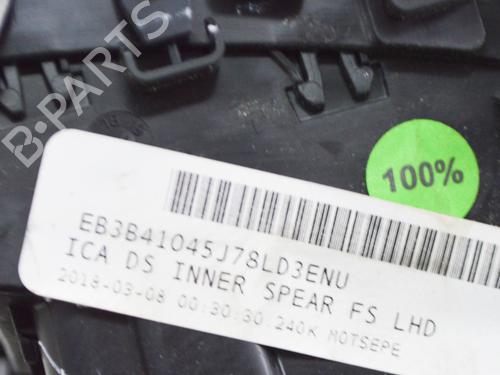 B-PARTS
100%
EB3B41045J78LD3ENU
ICA DS INNER SPEAR FS LHD
2018-03-08 00:30:30.240K MOTSEPE